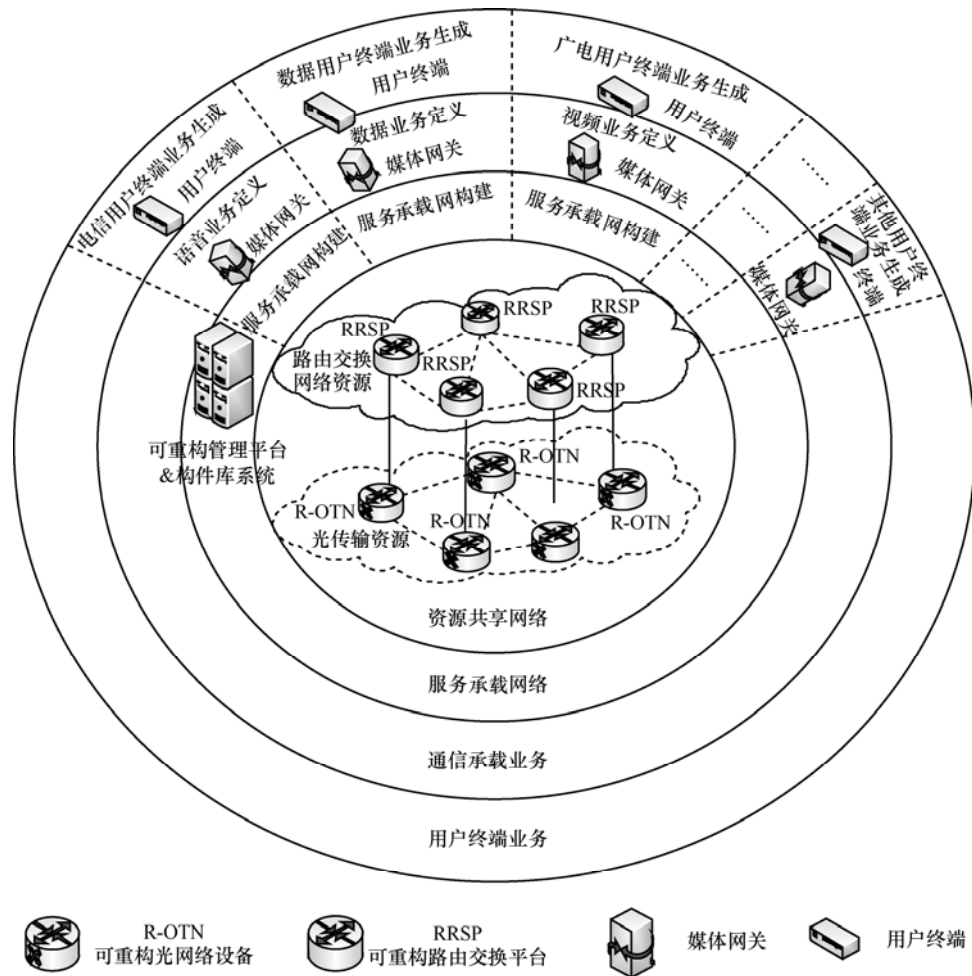 数据用户终端业务生成
用户终端
广电用户终端业务生成
用户终端
电信用户终端业务生成
用户终端
数据业务定义
媒体网关
视频业务定义
媒体网关
语音业务定义
媒体网关
服务承载网构建
服务承载网构建
服务承载网构建
......
......
......
其他用户终
端业务生成
终端
媒体网关
RRSP
RRSP
RRSP
RRSP
RRSP
路由交换
网络资源
可重构管理平台
&构件库系统
R-OTN
R-OTN
R-OTN
R-OTN
光传输资源
资源共享网络
服务承载网络
通信承载业务
用户终端业务
R-OTN
可重构光网络设备
RRSP
可重构路由交换平台
媒体网关
用户终端